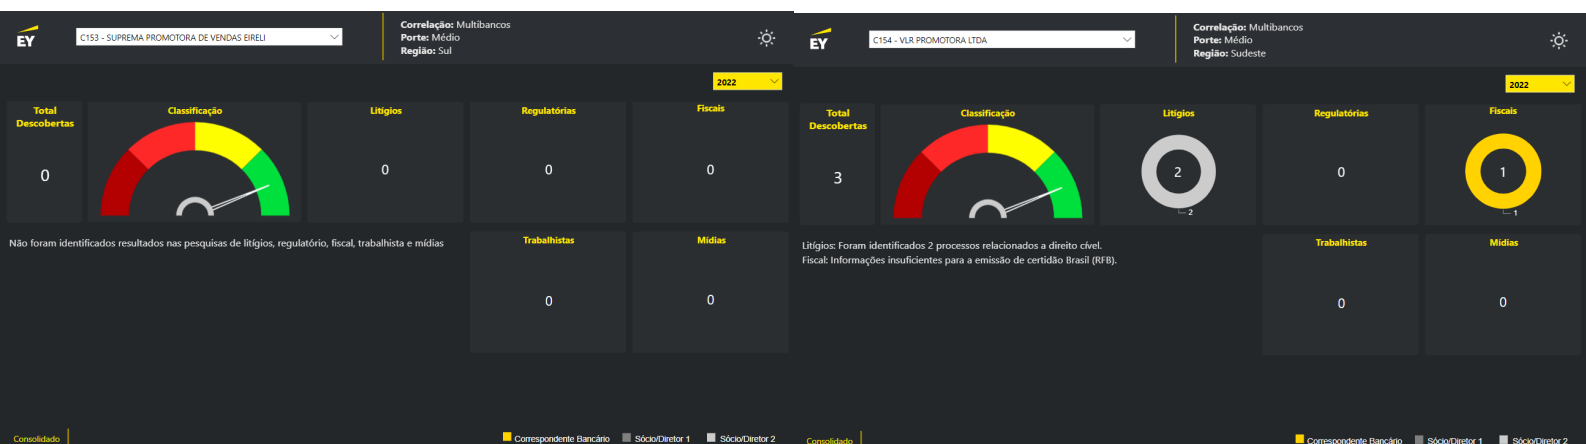 EY
C153 - SUPREMA PROMOTORA DE VENDAS EIRELI
Correlação: Multibancos
Porte: Médio
Região: Sul
2022
Total
Descobertas
0
Classificação
Litígios
0
Regulatórias
0
Fiscais
0
Não foram identificados resultados nas pesquisas de litígios, regulatório, fiscal, trabalhista e mídias
Trabalhistas
0
Mídias
0
Consolidado
Correspondente Bancário
Sócio/Diretor 1
Sócio/Diretor 2
EY
C154 - VLR PROMOTORA LTDA
Correlação: Multibancos
Porte: Médio
Região: Sudeste
2022
Total
Descobertas
3
Classificação
Litígios
2
2
Regulatórias
0
Fiscais
1
1
Litígios: Foram identificados 2 processos relacionados a direito cível.
Fiscal: Informações insuficientes para a emissão de certidão Brasil (RFB).
Trabalhistas
0
Mídias
0
Consolidado
Correspondente Bancário
Sócio/Diretor 1
Sócio/Diretor 2